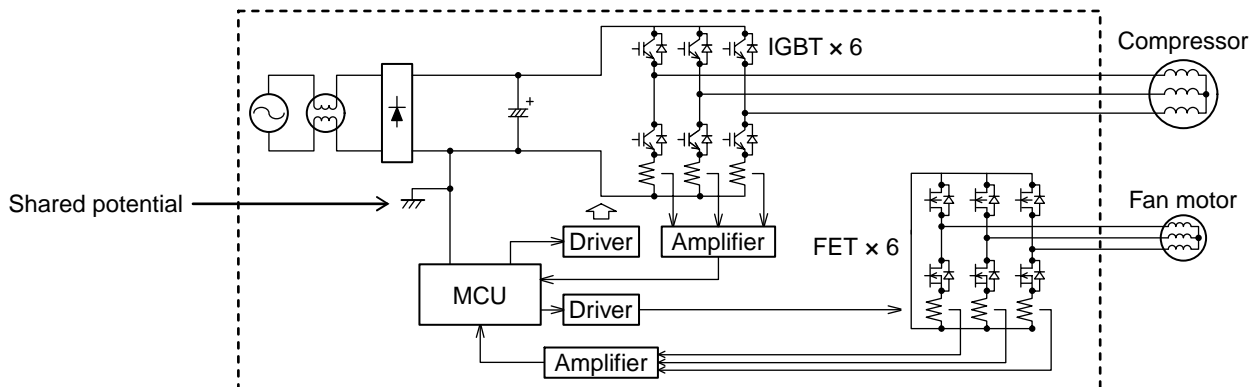 IGBT × 6
Compressor
Shared potential
Fan motor
Driver
Amplifier
FET × 6
MCU
Driver
Amplifier
+